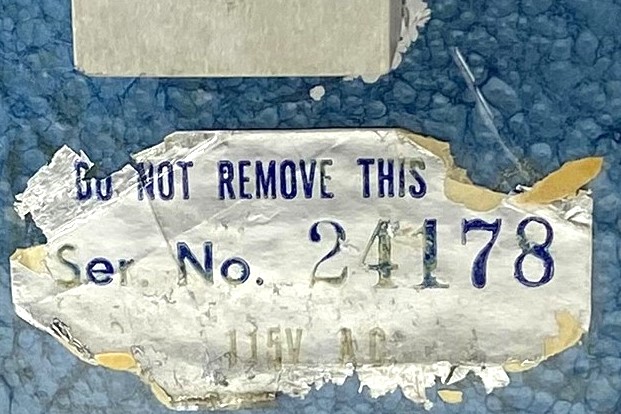 DO NOT REMOVE THIS
Ser. No. 24178
115V AC